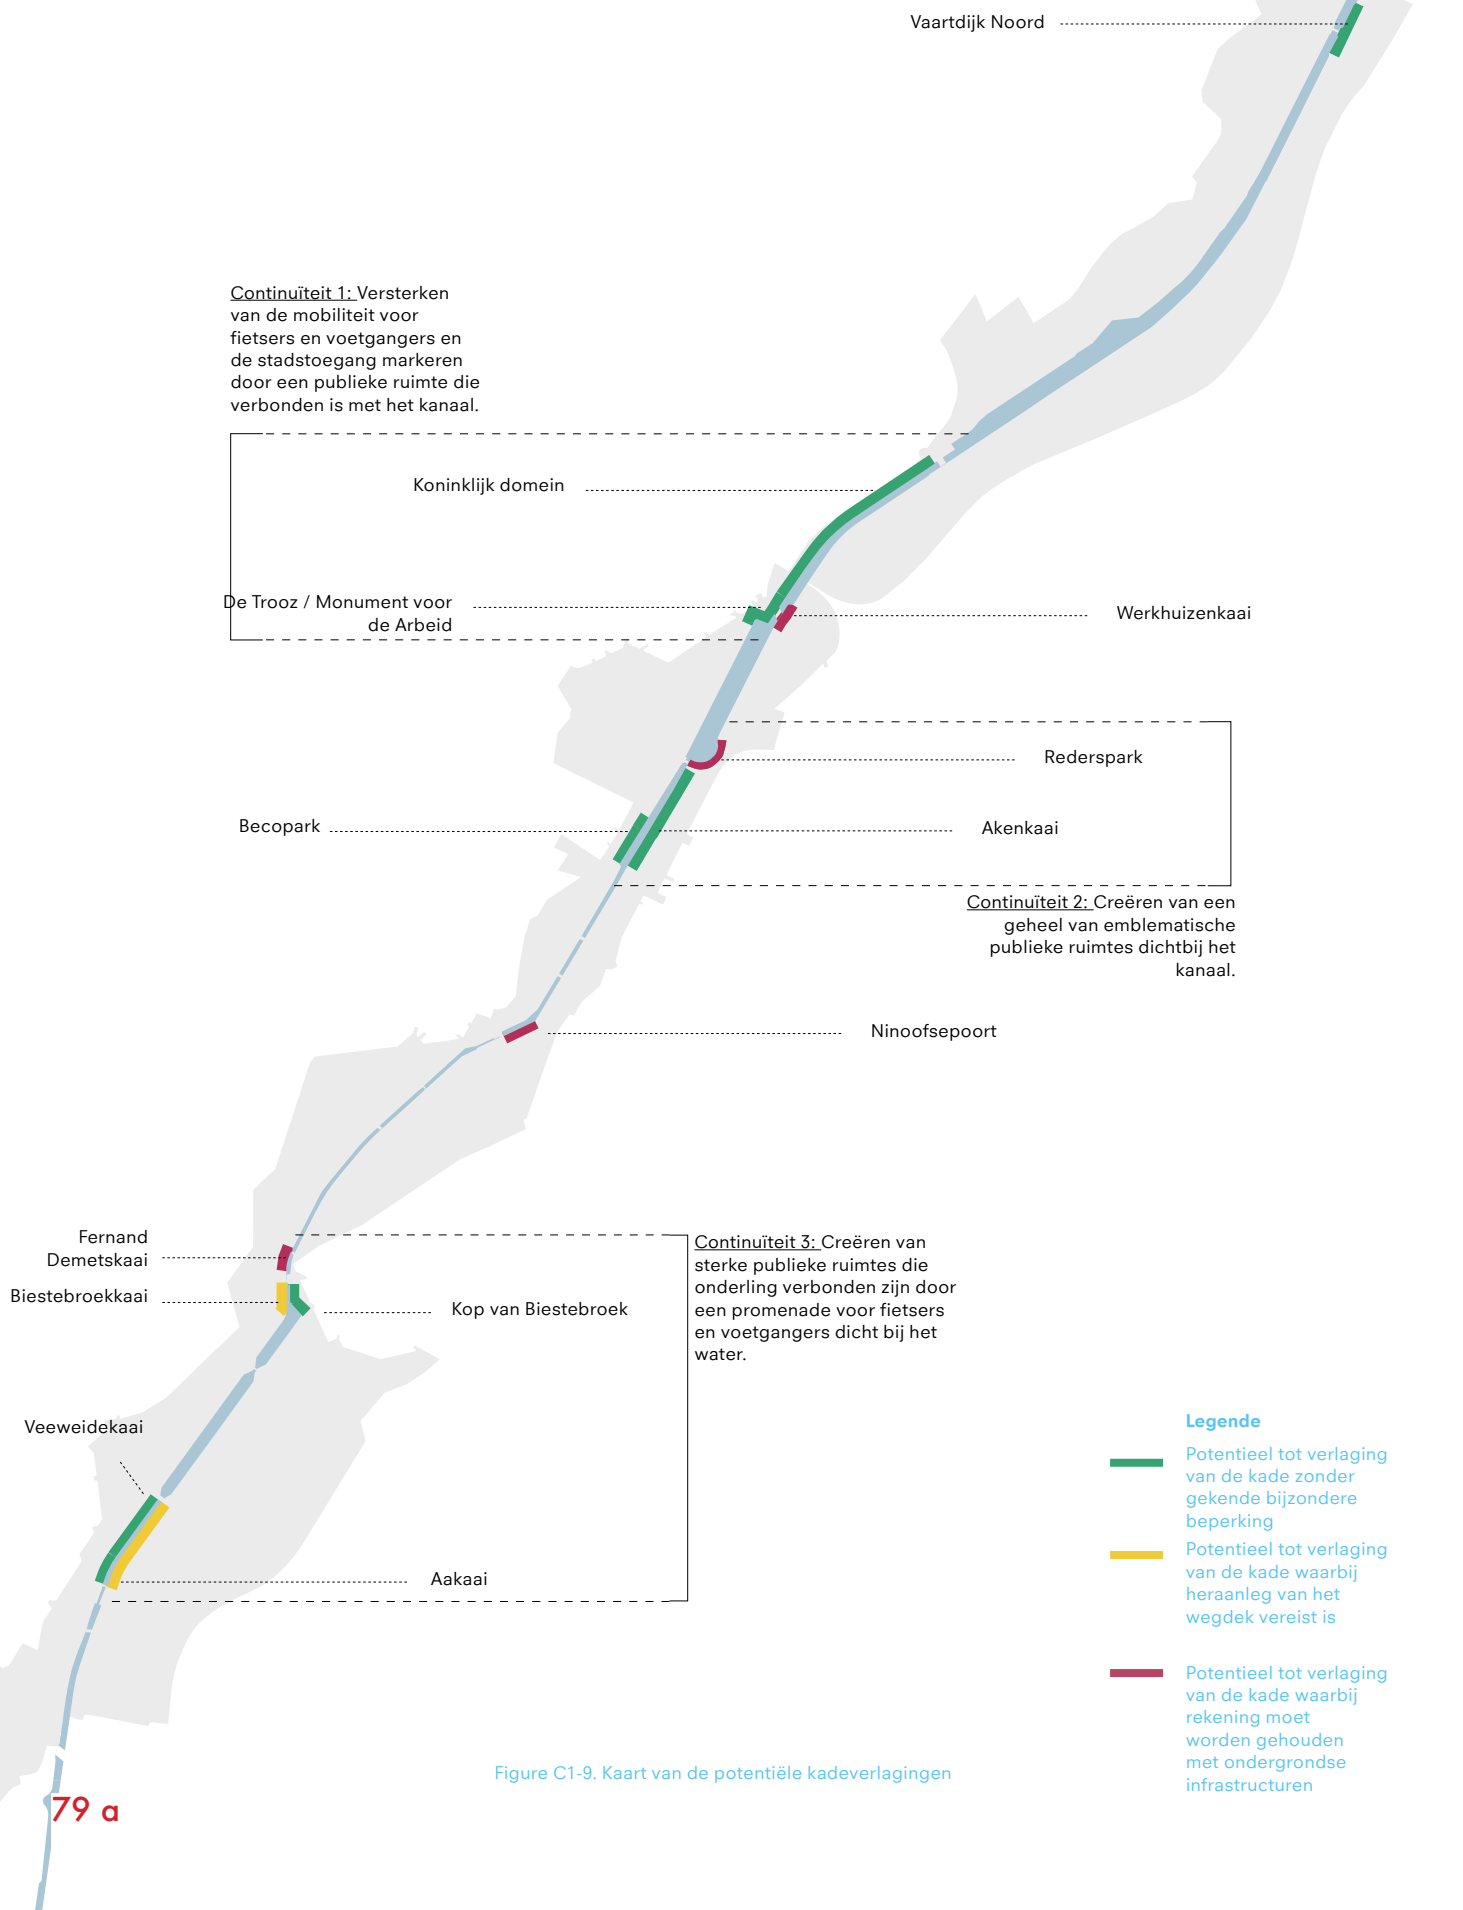 Vaartdijk Noord
Continuïteit 1: Versterken
van de mobiliteit voor
fietsers en voetgangers en
de stadstoegang markeren
door een publieke ruimte die
verbonden is met het kanaal.
Koninklijk domein
De Trooz / Monument voor
de Arbeid
Werkhuizenkaai
Rederspark
Becopark
Akenkaai
Continuïteit 2: Creëren van een
geheel van emblematische
publieke ruimtes dichtbij het
kanaal.
Ninoofsepoort
Fernand
Demetskaai
Biestebroekkaai
Kop van Biestebroek
Continuïteit 3: Creëren van
sterke publieke ruimtes die
onderling verbonden zijn door
een promenade voor fietsers
en voetgangers dicht bij het
water.
Veeweidekaai
Aakaai
Legende
Potentieel tot verlaging
van de kade zonder
gekende bijzondere
beperking
Potentieel tot verlaging
van de kade waarbij
heraanleg van het
wegdek vereist is
Potentieel tot verlaging
van de kade waarbij
rekening moet
worden gehouden
met ondergrondse
infrastructuren
Figure C1-9. Kaart van de potentiële kadeverlagingen
79 a